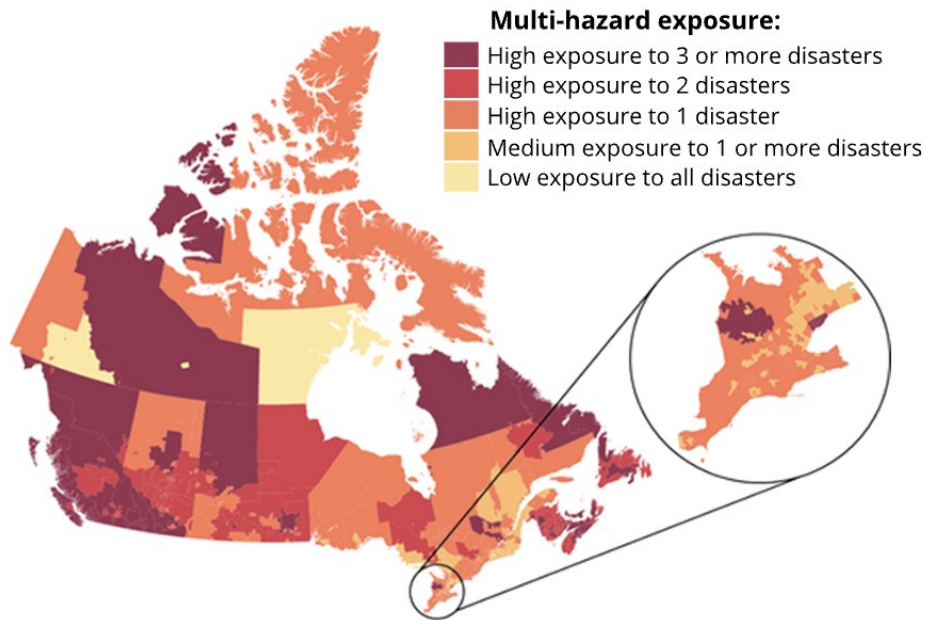 Multi-hazard exposure:
High exposure to 3 or more disasters
High exposure to 2 disasters
High exposure to 1 disaster
Medium exposure to 1 or more disasters
Low exposure to all disasters